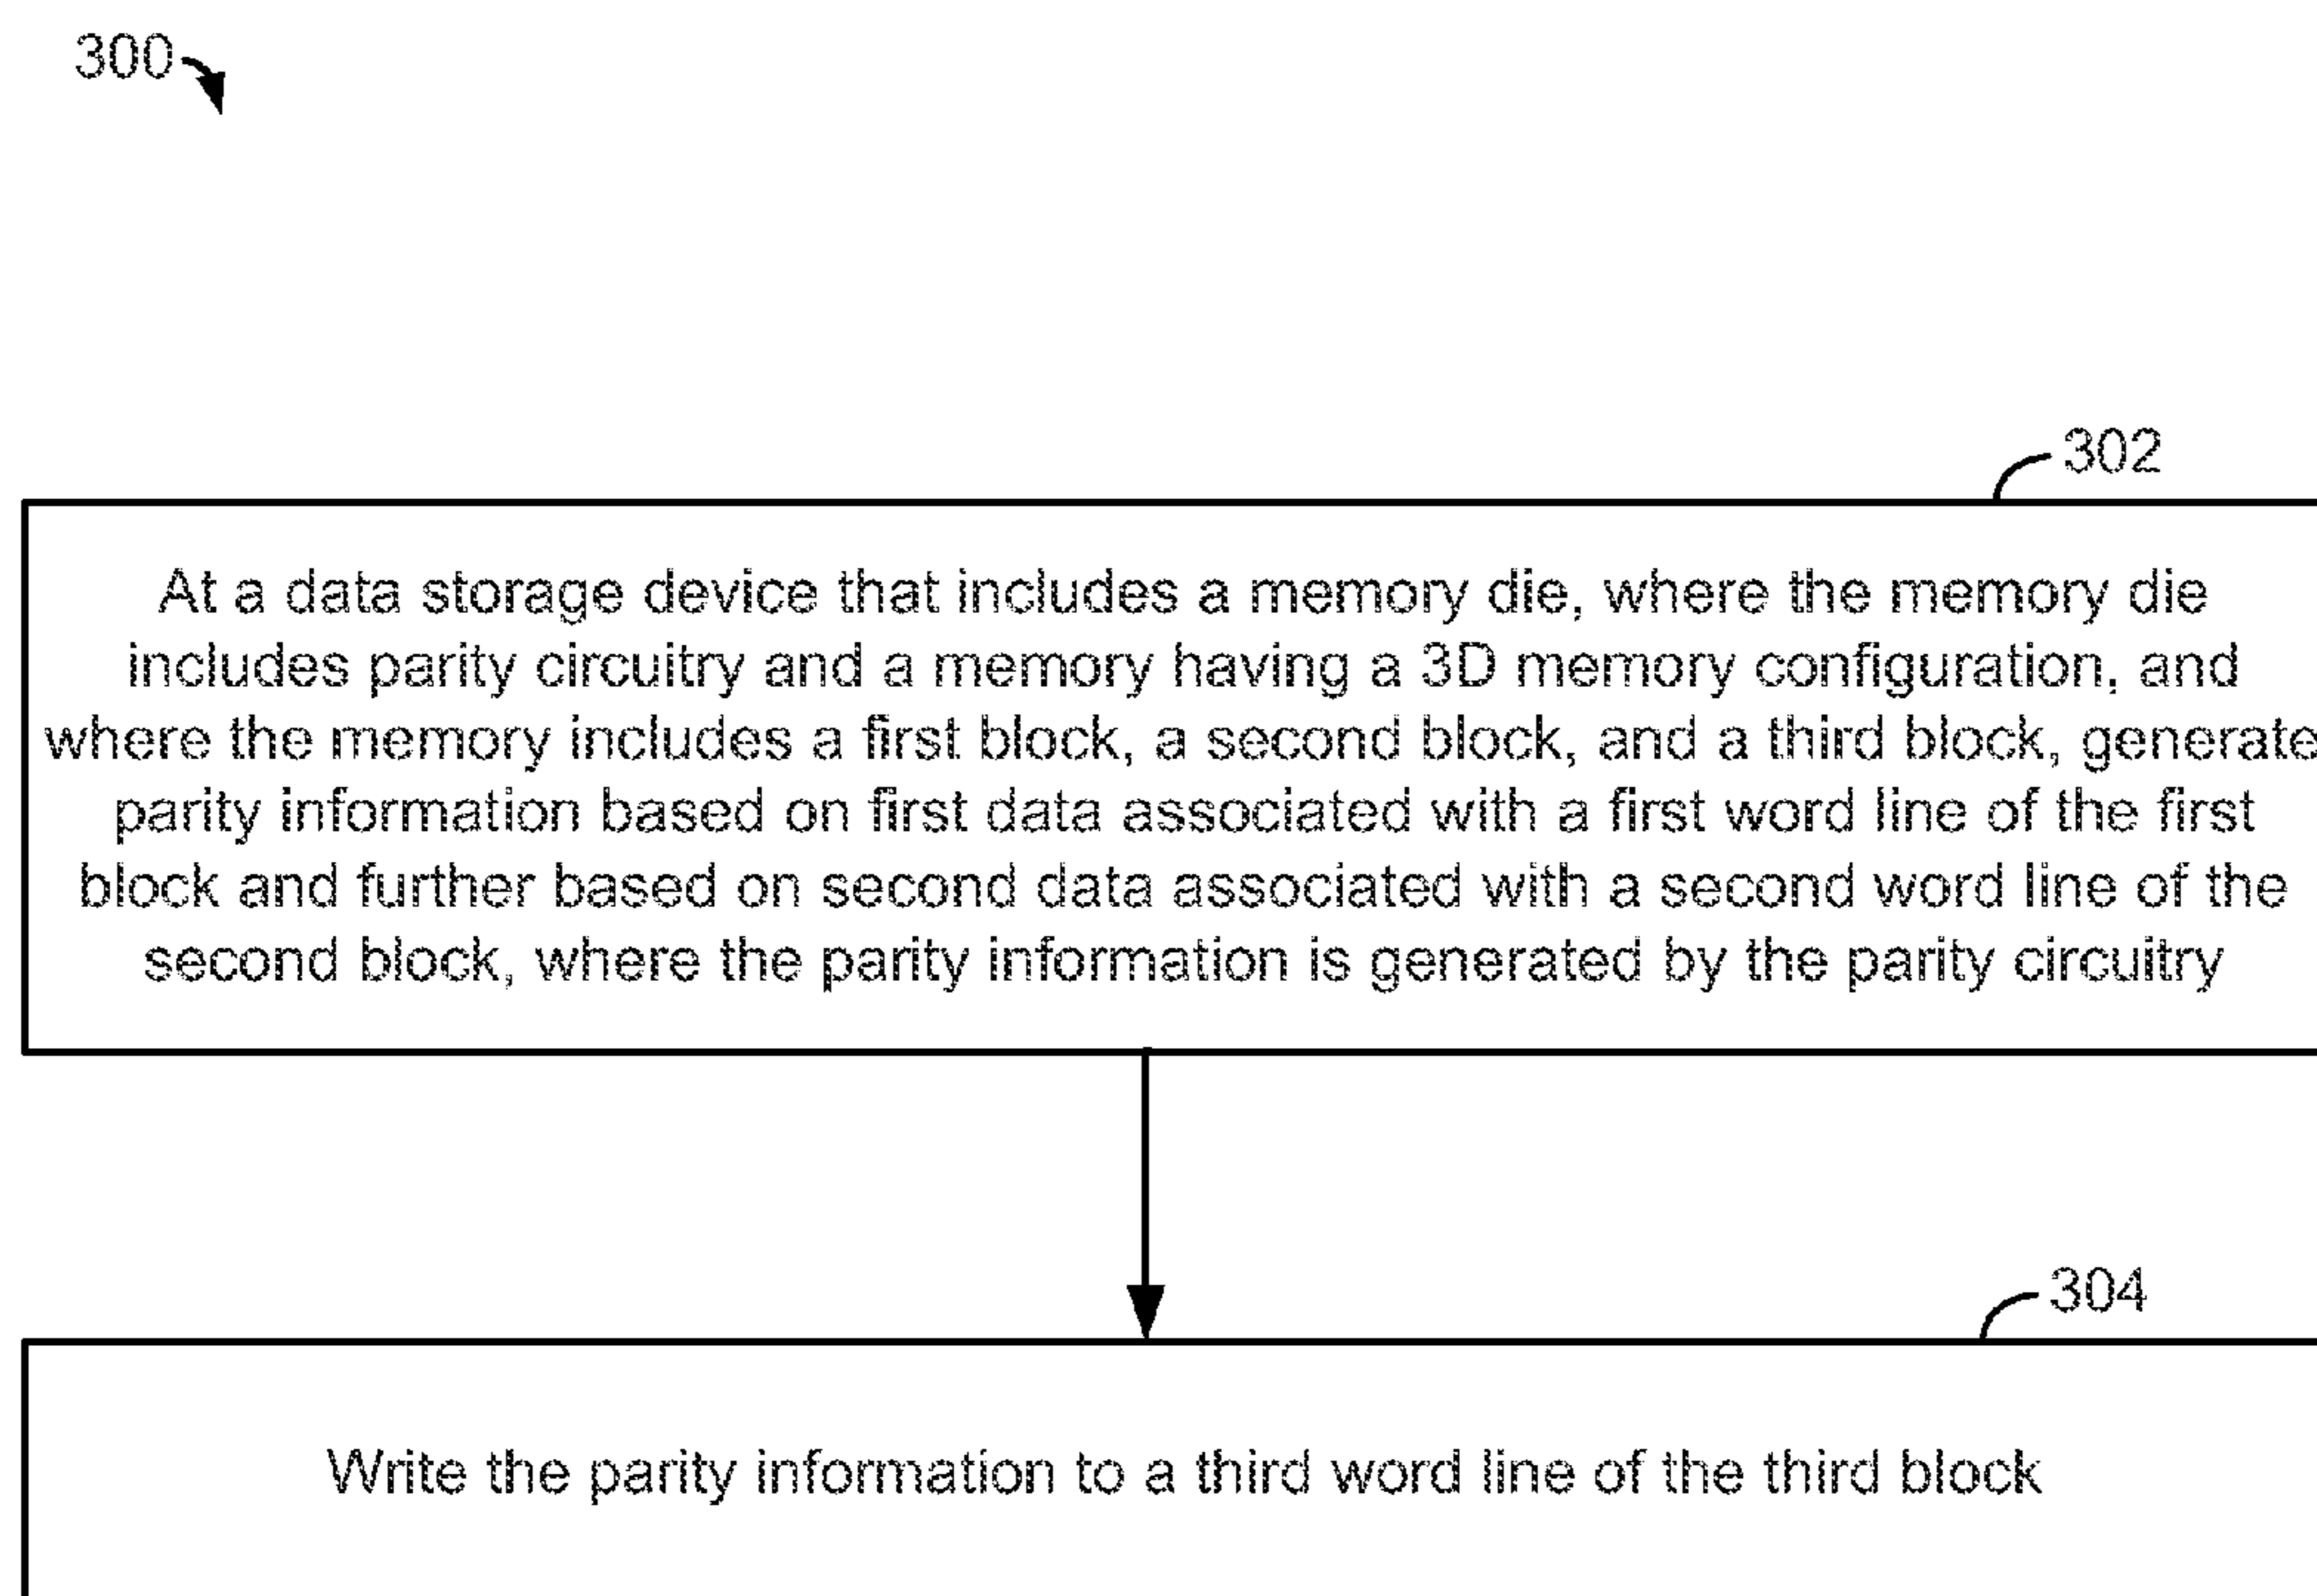 300
302
At a data storage device that includes a memory die, where the memory die
includes parity circuitry and a memory having a 3D memory configuration, and
where the memory includes a first block, a second block, and a third block, generate
parity information based on first data associated with a first word line of the first
block and further based on second data associated with a second word line of the
second block, where the parity information is generated by the parity circuitry
304
Write the parity information to a third word line of the third block